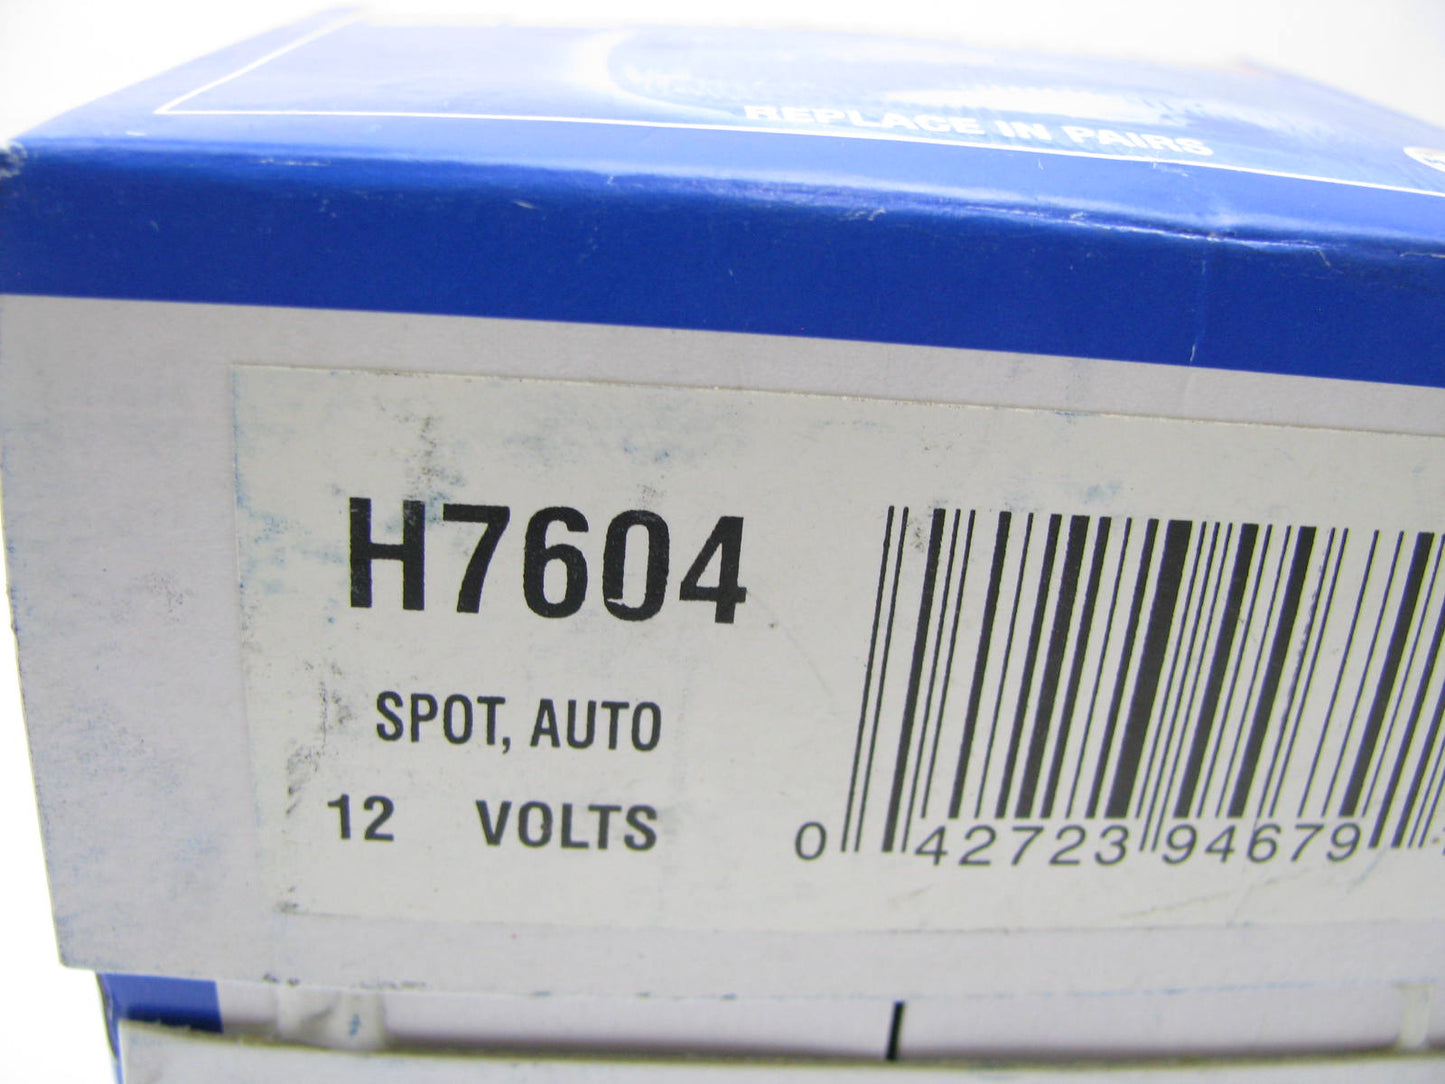 REPLACE IN PAIRS
H7604
SPOT, AUTO
12 VOLTS
0 42723 94679